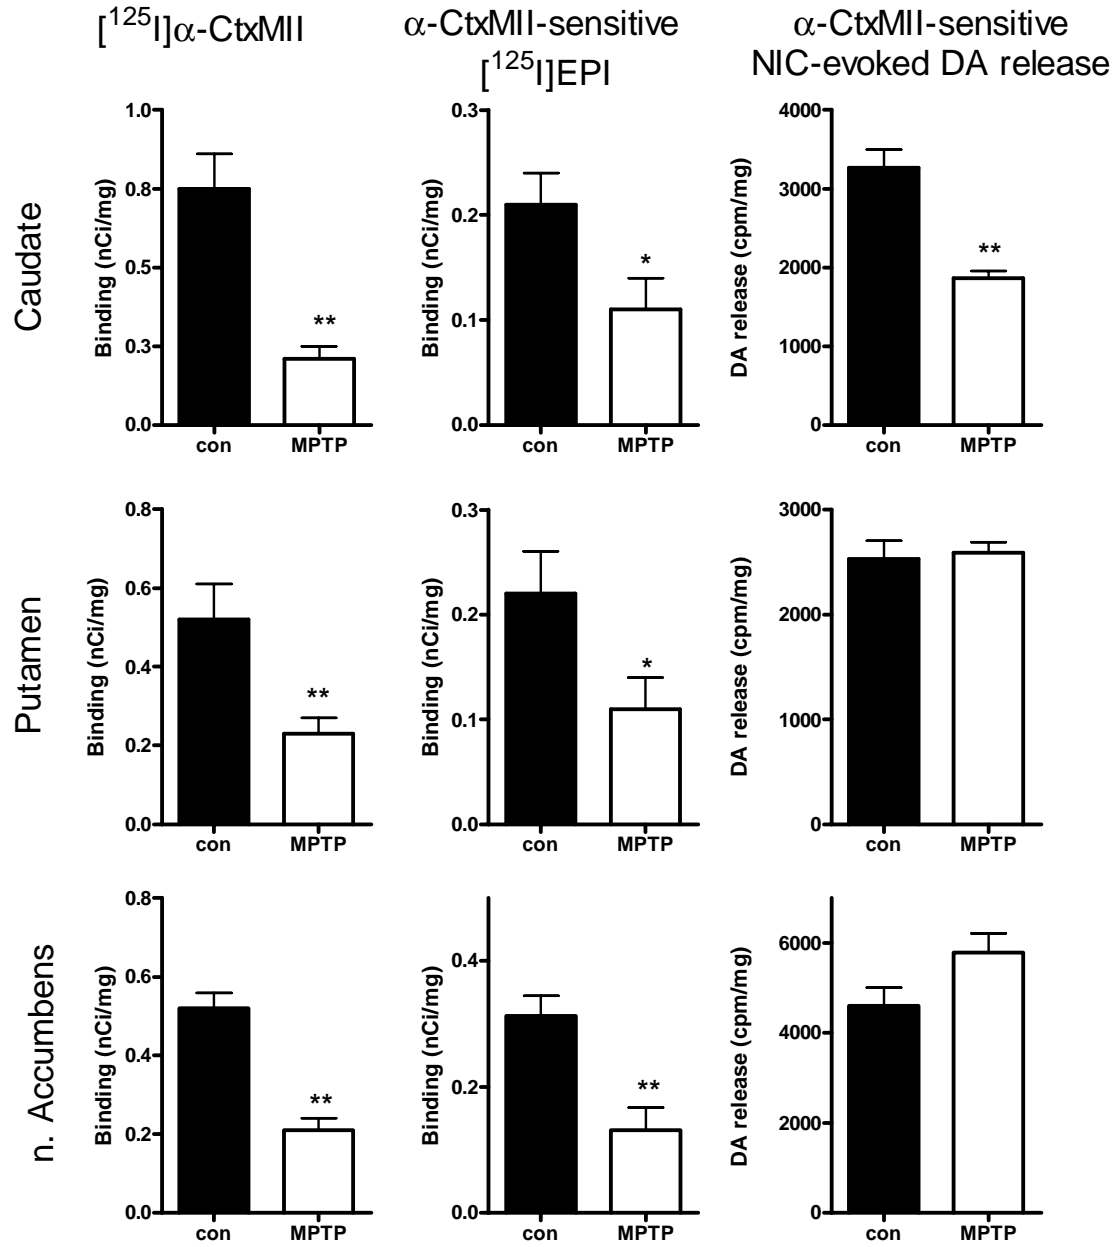 [¹²⁵I]α-CtxMII
α-CtxMII-sensitive
[¹²⁵I]EPI
α-CtxMII-sensitive
NIC-evoked DA release
Caudate
Binding (nCi/mg)
1.0
0.8
0.5
0.3
0.0
**
con MPTP
Binding (nCi/mg)
0.3
0.2
0.1
0.0
*
con MPTP
DA release (cpm/mg)
4000
3000
2000
1000
0
**
con MPTP
Putamen
Binding (nCi/mg)
0.8
0.6
0.4
0.2
0.0
**
con MPTP
Binding (nCi/mg)
0.3
0.2
0.1
0.0
*
con MPTP
DA release (cpm/mg)
3000
2000
1000
0
con MPTP
n. Accumbens
Binding (nCi/mg)
0.8
0.6
0.4
0.2
0.0
**
con MPTP
Binding (nCi/mg)
0.4
0.2
0.0
**
con MPTP
DA release (cpm/mg)
6000
4000
2000
0
con MPTP